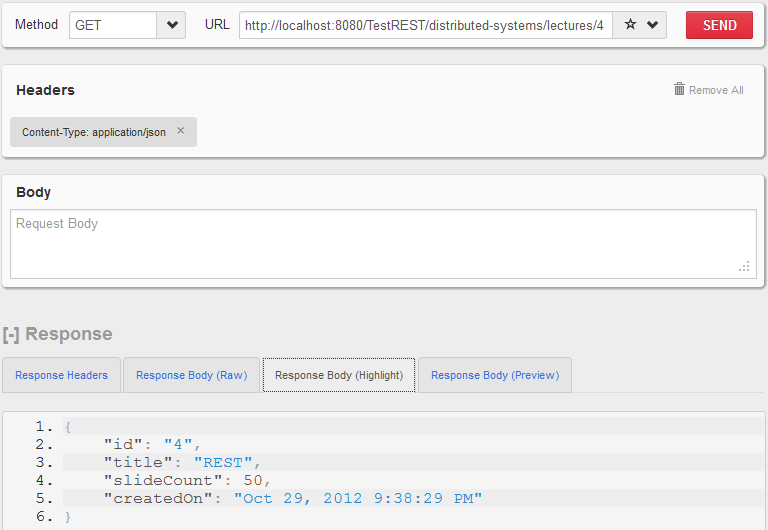 Method GET URL http://localhost:8080/TestREST/distributed-systems/lectures/4 SEND
Headers Remove All
Content-Type: application/json ×
Body
Request Body
[-] Response
Response Headers Response Body (Raw) Response Body (Highlight) Response Body (Preview)
1. {
2.     "id": "4",
3.     "title": "REST",
4.     "slideCount": 50,
5.     "createdOn": "Oct 29, 2012 9:38:29 PM"
6. }